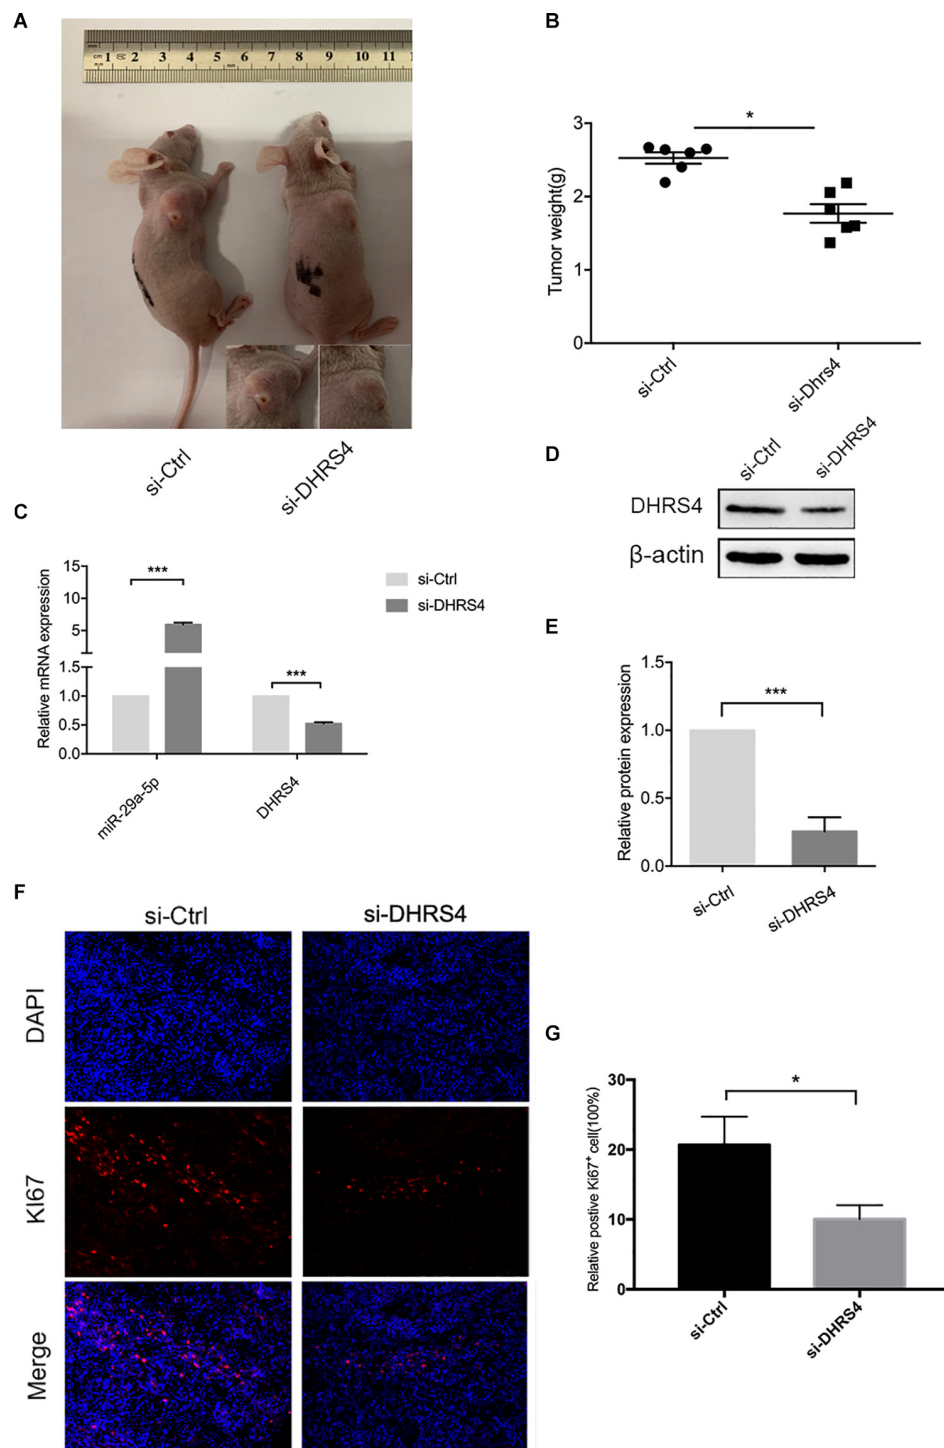 A
mm
cm 1 2 3 4 5 6 7 8 9 10 11
mm
mm
si-Ctrl
si-DHRS4
B
*
3
2
1
0
Tumor weight(g)
si-Ctrl
si-Dhrs4
C
15
10
5
1.5
1.0
0.5
0.0
Relative mRNA expression
***
***
miR-29a-5p
DHRS4
si-Ctrl
si-DHRS4
D
si-Ctrl
si-DHRS4
DHRS4
β-actin
E
1.5
1.0
0.5
0.0
Relative protein expression
***
si-Ctrl
si-DHRS4
F
si-Ctrl
si-DHRS4
DAPI
KI67
Merge
G
30
20
10
0
Relative postive Ki67⁺ cell(100%)
*
si-Ctrl
si-DHRS4